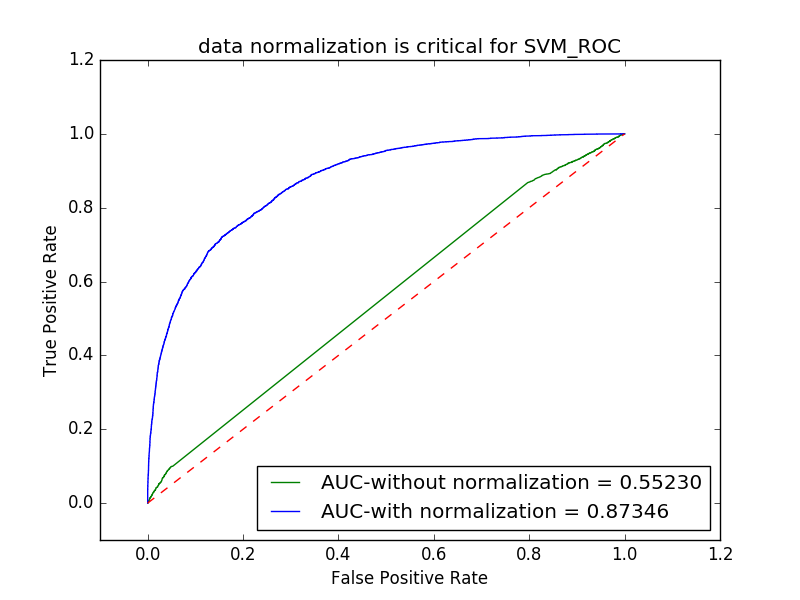 data normalization is critical for SVM_ROC
1.2
1.0
0.8
0.6
0.4
0.2
0.0
True Positive Rate
AUC-without normalization = 0.55230
AUC-with normalization = 0.87346
0.0 0.2 0.4 0.6 0.8 1.0 1.2
False Positive Rate